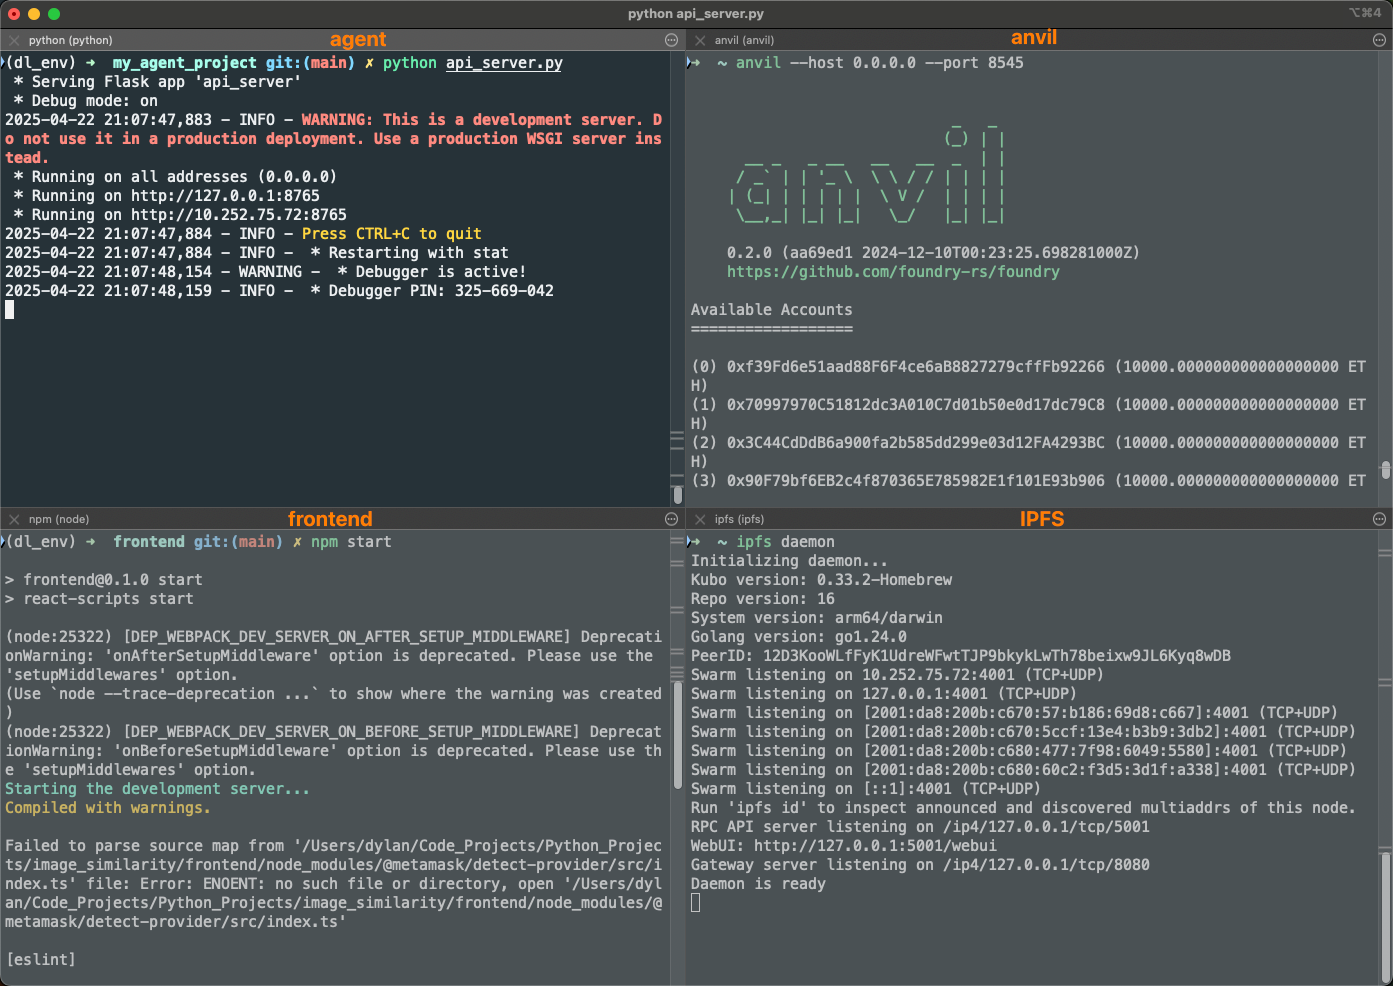 python api_server.py
⌥⌘4
python (python)
agent
(dl_env) ➜  my_agent_project git:(main) ✗ python api_server.py
 * Serving Flask app 'api_server'
 * Debug mode: on
2025-04-22 21:07:47,883 - INFO - WARNING: This is a development server. D
o not use it in a production deployment. Use a production WSGI server ins
tead.
 * Running on all addresses (0.0.0.0)
 * Running on http://127.0.0.1:8765
 * Running on http://10.252.75.72:8765
2025-04-22 21:07:47,884 - INFO - Press CTRL+C to quit
2025-04-22 21:07:47,884 - INFO -  * Restarting with stat
2025-04-22 21:07:48,154 - WARNING -  * Debugger is active!
2025-04-22 21:07:48,159 - INFO -  * Debugger PIN: 325-669-042
anvil (anvil)
anvil
➜  ~ anvil --host 0.0.0.0 --port 8545
anvil
0.2.0 (aa69ed1 2024-12-10T00:23:25.698281000Z)
https://github.com/foundry-rs/foundry
Available Accounts
==================
(0) 0xf39Fd6e51aad88F6F4ce6aB8827279cffFb92266 (10000.000000000000000000 ET
H)
(1) 0x70997970C51812dc3A010C7d01b50e0d17dc79C8 (10000.000000000000000000 ET
H)
(2) 0x3C44CdDdB6a900fa2b585dd299e03d12FA4293BC (10000.000000000000000000 ET
H)
(3) 0x90F79bf6EB2c4f870365E785982E1f101E93b906 (10000.000000000000000000 ET
npm (node)
frontend
(dl_env) ➜  frontend git:(main) ✗ npm start
> frontend@0.1.0 start
> react-scripts start
(node:25322) [DEP_WEBPACK_DEV_SERVER_ON_AFTER_SETUP_MIDDLEWARE] Deprecati
onWarning: 'onAfterSetupMiddleware' option is deprecated. Please use the
'setupMiddlewares' option.
(Use `node --trace-deprecation ...` to show where the warning was created
)
(node:25322) [DEP_WEBPACK_DEV_SERVER_ON_BEFORE_SETUP_MIDDLEWARE] Deprecat
ionWarning: 'onBeforeSetupMiddleware' option is deprecated. Please use th
e 'setupMiddlewares' option.
Starting the development server...
Compiled with warnings.
Failed to parse source map from '/Users/dylan/Code_Projects/Python_Projec
ts/image_similarity/frontend/node_modules/@metamask/detect-provider/src/i
ndex.ts' file: Error: ENOENT: no such file or directory, open '/Users/dyl
an/Code_Projects/Python_Projects/image_similarity/frontend/node_modules/@
metamask/detect-provider/src/index.ts'
[eslint]
ipfs (ipfs)
IPFS
➜  ~ ipfs daemon
Initializing daemon...
Kubo version: 0.33.2-Homebrew
Repo version: 16
System version: arm64/darwin
Golang version: go1.24.0
PeerID: 12D3KooWLfFyK1UdreWFwtTJP9bkykLwTh78beixw9JL6Kyq8wDB
Swarm listening on 10.252.75.72:4001 (TCP+UDP)
Swarm listening on 127.0.0.1:4001 (TCP+UDP)
Swarm listening on [2001:da8:200b:c670:57:b186:69d8:c667]:4001 (TCP+UDP)
Swarm listening on [2001:da8:200b:c670:5ccf:13e4:b3b9:3db2]:4001 (TCP+UDP)
Swarm listening on [2001:da8:200b:c680:477:7f98:6049:5580]:4001 (TCP+UDP)
Swarm listening on [2001:da8:200b:c680:60c2:f3d5:3d1f:a338]:4001 (TCP+UDP)
Swarm listening on [::1]:4001 (TCP+UDP)
Run 'ipfs id' to inspect announced and discovered multiaddrs of this node.
RPC API server listening on /ip4/127.0.0.1/tcp/5001
WebUI: http://127.0.0.1:5001/webui
Gateway server listening on /ip4/127.0.0.1/tcp/8080
Daemon is ready